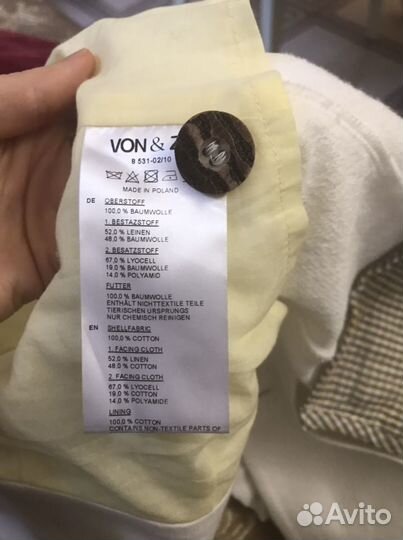 VON & Z
8 531-02/10
MADE IN POLAND
DE OBERSTOFF
100,0 % BAUMWOLLE
1. BESTAZSTOFF
52,0 % LEINEN
48,0 % BAUMWOLLE
2. BESATZSTOFF
67,0 % LYOCELL
19,0 % BAUMWOLLE
14,0 % POLYAMID
FUTTER
100,0 % BAUMWOLLE
ENTHÄLT NICHTTEXTILE TEILE
TIERISCHEN URSPRUNGS
NUR CHEMISCH REINIGEN
EN SHELLFABRIC
100,0 % COTTON
1. FACING CLOTH
52,0 % LINEN
48,0 % COTTON
2. FACING CLOTH
67,0 % LYOCELL
19,0 % COTTON
14,0 % POLYAMIDE
LINING
100,0 % COTTON
CONTAINS NON-TEXTILE PARTS OF
Avito